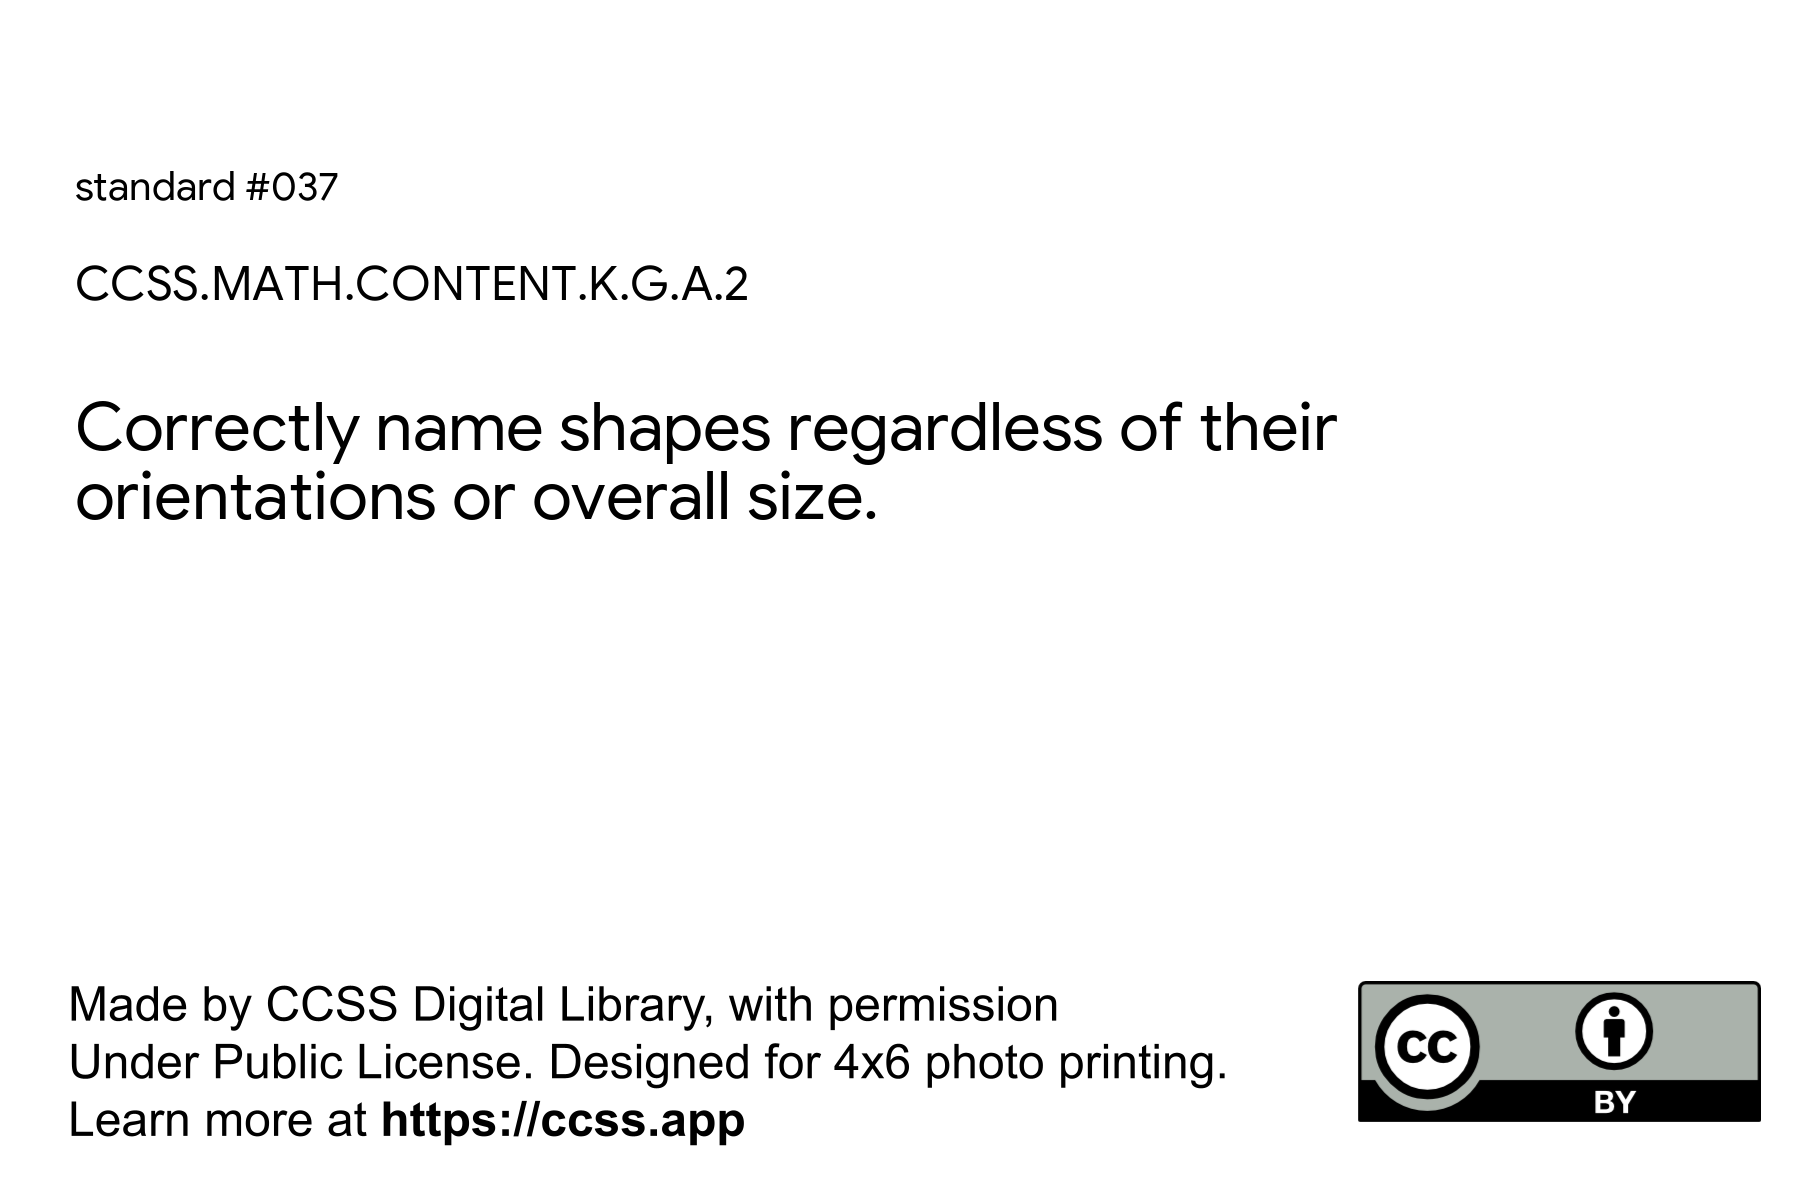 standard #037
CCSS.MATH.CONTENT.K.G.A.2
Correctly name shapes regardless of their
orientations or overall size.
Made by CCSS Digital Library, with permission
Under Public License. Designed for 4x6 photo printing.
Learn more at https://ccss.app
CC
BY